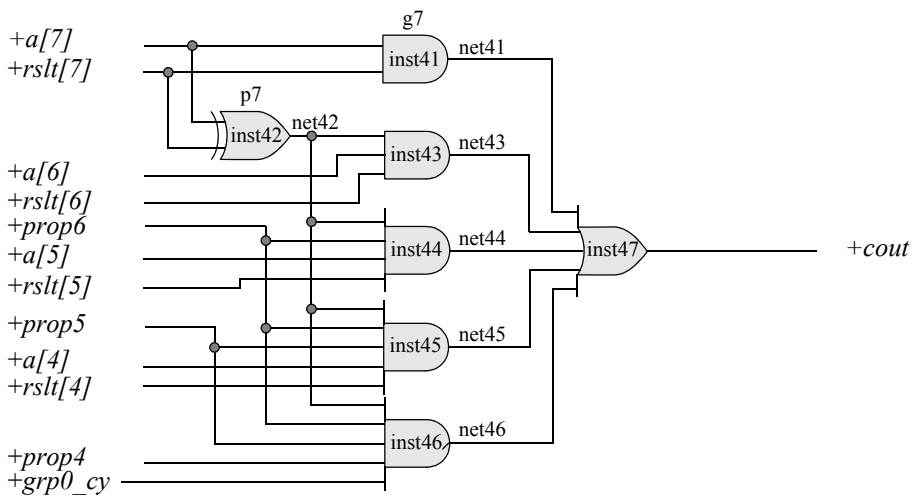 g7
+a[7]
net41
inst41
+rslt[7]
p7
net42
inst42
net43
inst43
+a[6]
+rslt[6]
+prop6
net44
inst44
inst47
+cout
+a[5]
+rslt[5]
+prop5
net45
inst45
+a[4]
+rslt[4]
net46
inst46
+prop4
+grp0_cy